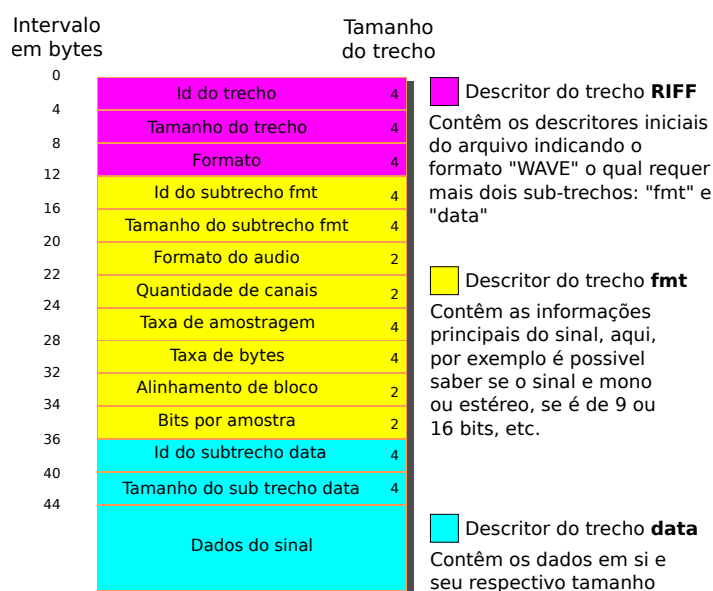 Intervalo
em bytes
Tamanho
do trecho
0
Id do trecho 4
4
Tamanho do trecho 4
8
Formato 4
12
Id do subtrecho fmt 4
16
Tamanho do subtrecho fmt 4
20
Formato do audio 2
22
Quantidade de canais 2
24
Taxa de amostragem 4
28
Taxa de bytes 4
32
Alinhamento de bloco 2
34
Bits por amostra 2
36
Id do subtrecho data 4
40
Tamanho do sub trecho data 4
44
Dados do sinal
Descritor do trecho RIFF
Contêm os descritores iniciais
do arquivo indicando o
formato "WAVE" o qual requer
mais dois sub-trechos: "fmt" e
"data"
Descritor do trecho fmt
Contêm as informações
principais do sinal, aqui,
por exemplo é possivel
saber se o sinal e mono
ou estéreo, se é de 9 ou
16 bits, etc.
Descritor do trecho data
Contêm os dados em si e
seu respectivo tamanho